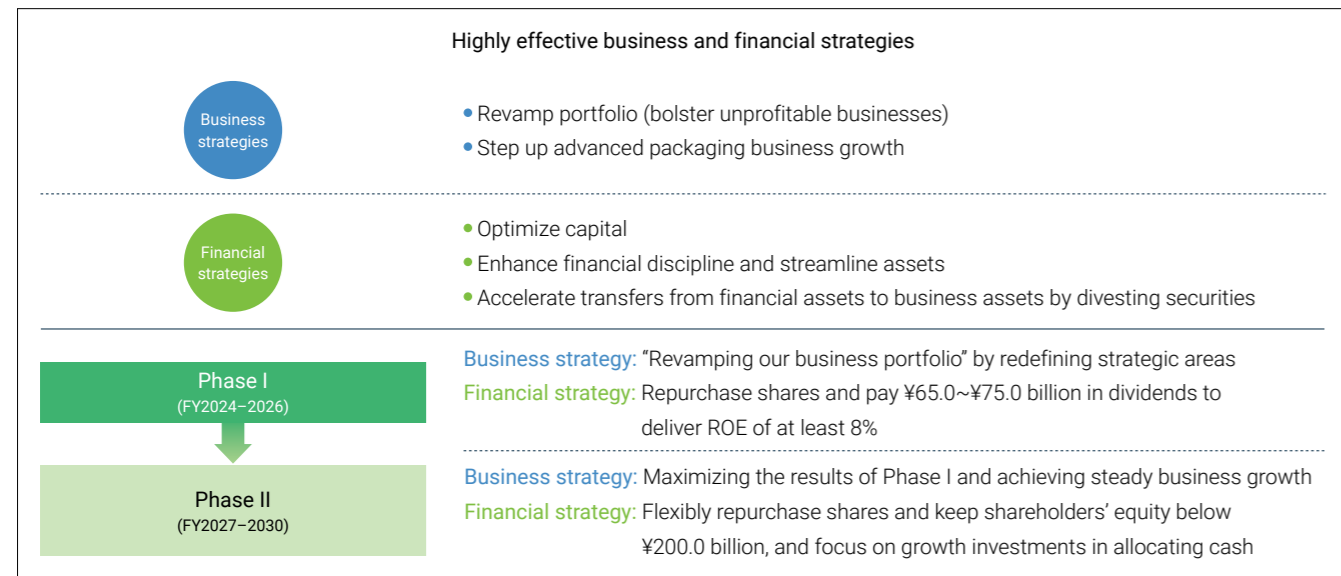 Highly effective business and financial strategies
Business
strategies
• Revamp portfolio (bolster unprofitable businesses)
• Step up advanced packaging business growth
Financial
strategies
• Optimize capital
• Enhance financial discipline and streamline assets
• Accelerate transfers from financial assets to business assets by divesting securities
Phase I
(FY2024–2026)
Business strategy: “Revamping our business portfolio” by redefining strategic areas
Financial strategy: Repurchase shares and pay ¥65.0~¥75.0 billion in dividends to
deliver ROE of at least 8%
Phase II
(FY2027–2030)
Business strategy: Maximizing the results of Phase I and achieving steady business growth
Financial strategy: Flexibly repurchase shares and keep shareholders’ equity below
¥200.0 billion, and focus on growth investments in allocating cash